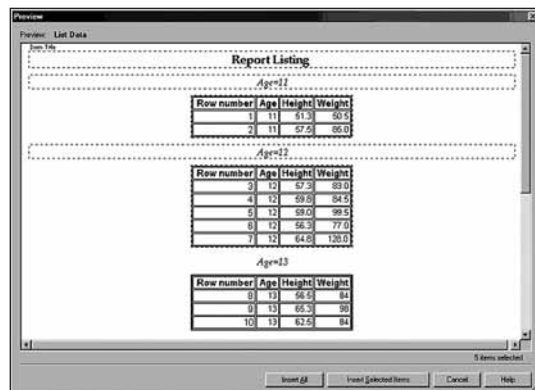 Preview
Preview: List Data
Item Title
Report Listing
Age=11
Row number Age Height Weight
1 11 51.3 50.5
2 11 57.5 85.0
Age=12
Row number Age Height Weight
3 12 57.3 83.0
4 12 59.8 84.5
5 12 59.0 99.5
6 12 56.3 77.0
7 12 64.8 128.0
Age=13
Row number Age Height Weight
8 13 56.5 84
9 13 65.3 98
10 13 62.5 84
5 items selected
Insert All Insert Selected Items Cancel Help